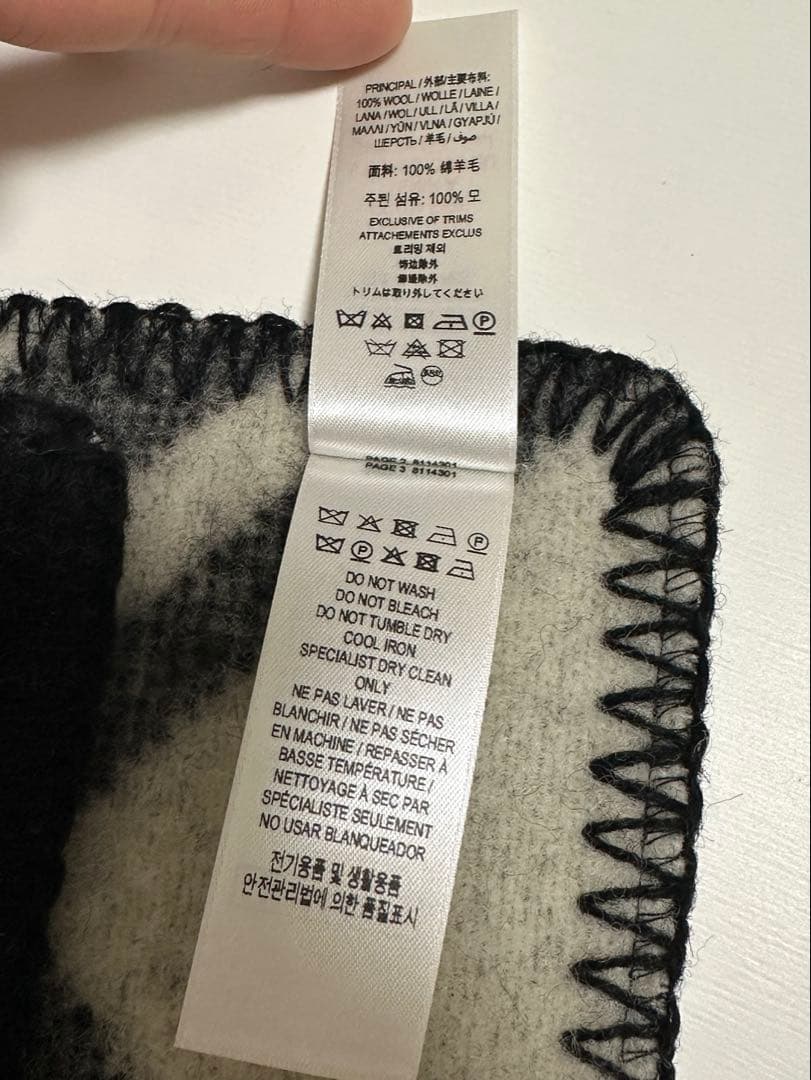 PRINCIPAL / 外部/主要布料:
100% WOOL / WOLLE / LAINE /
LANA / WOL / ULL / LÃ / VILLA /
ΜΑΛΛΙ / YÜN / VLNA / GYAPJÚ /
ШЕРСТЬ / 羊毛 / صوف
面料: 100% 绵羊毛
주된 섬유: 100% 모
EXCLUSIVE OF TRIMS
ATTACHEMENTS EXCLUS
트리밍 제외
饰边除外
綴邊除外
トリムは取り外してください
P
PAGE 2 8114301
PAGE 3 8114301
P
P
DO NOT WASH
DO NOT BLEACH
DO NOT TUMBLE DRY
COOL IRON
SPECIALIST DRY CLEAN
ONLY
NE PAS LAVER / NE PAS
BLANCHIR / NE PAS SÉCHER
EN MACHINE / REPASSER À
BASSE TEMPÉRATURE /
NETTOYAGE À SEC PAR
SPÉCIALISTE SEULEMENT
NO USAR BLANQUEADOR
전기용품 및 생활용품
안전관리법에 의한 품질표시